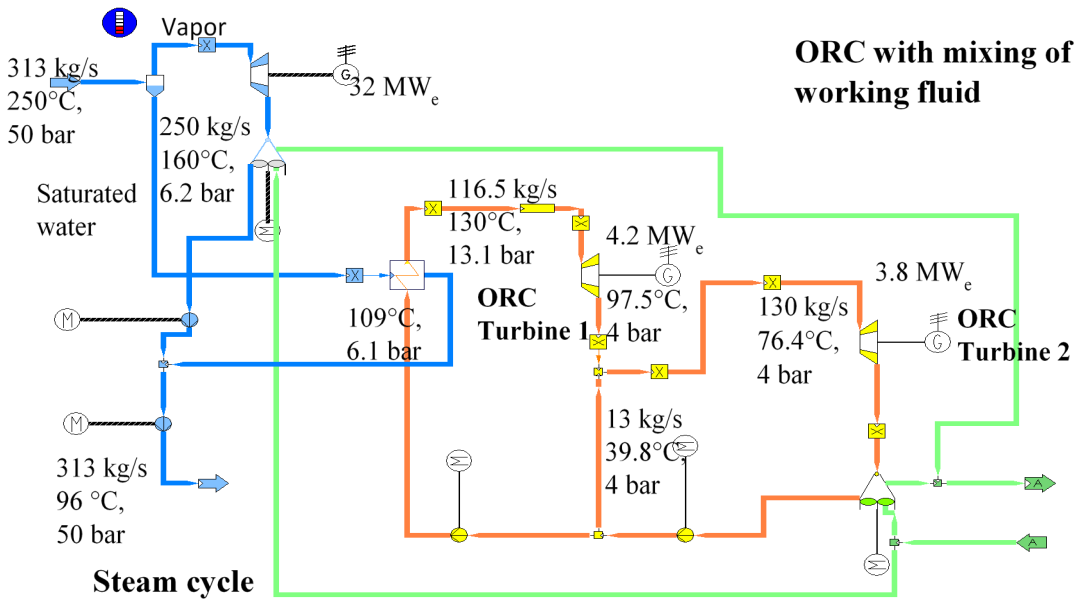 Vapor
ORC with mixing of
working fluid
313 kg/s
250°C,
50 bar
G
32 MWe
250 kg/s
160°C,
6.2 bar
Saturated
water
X
116.5 kg/s
130°C,
13.1 bar
4.2 MWe
G
3.8 MWe
97.5°C,
4 bar
ORC
Turbine 1
109°C,
6.1 bar
130 kg/s
76.4°C,
4 bar
G
ORC
Turbine 2
M
M
13 kg/s
39.8°C,
4 bar
313 kg/s
96 °C,
50 bar
A
A
Steam cycle